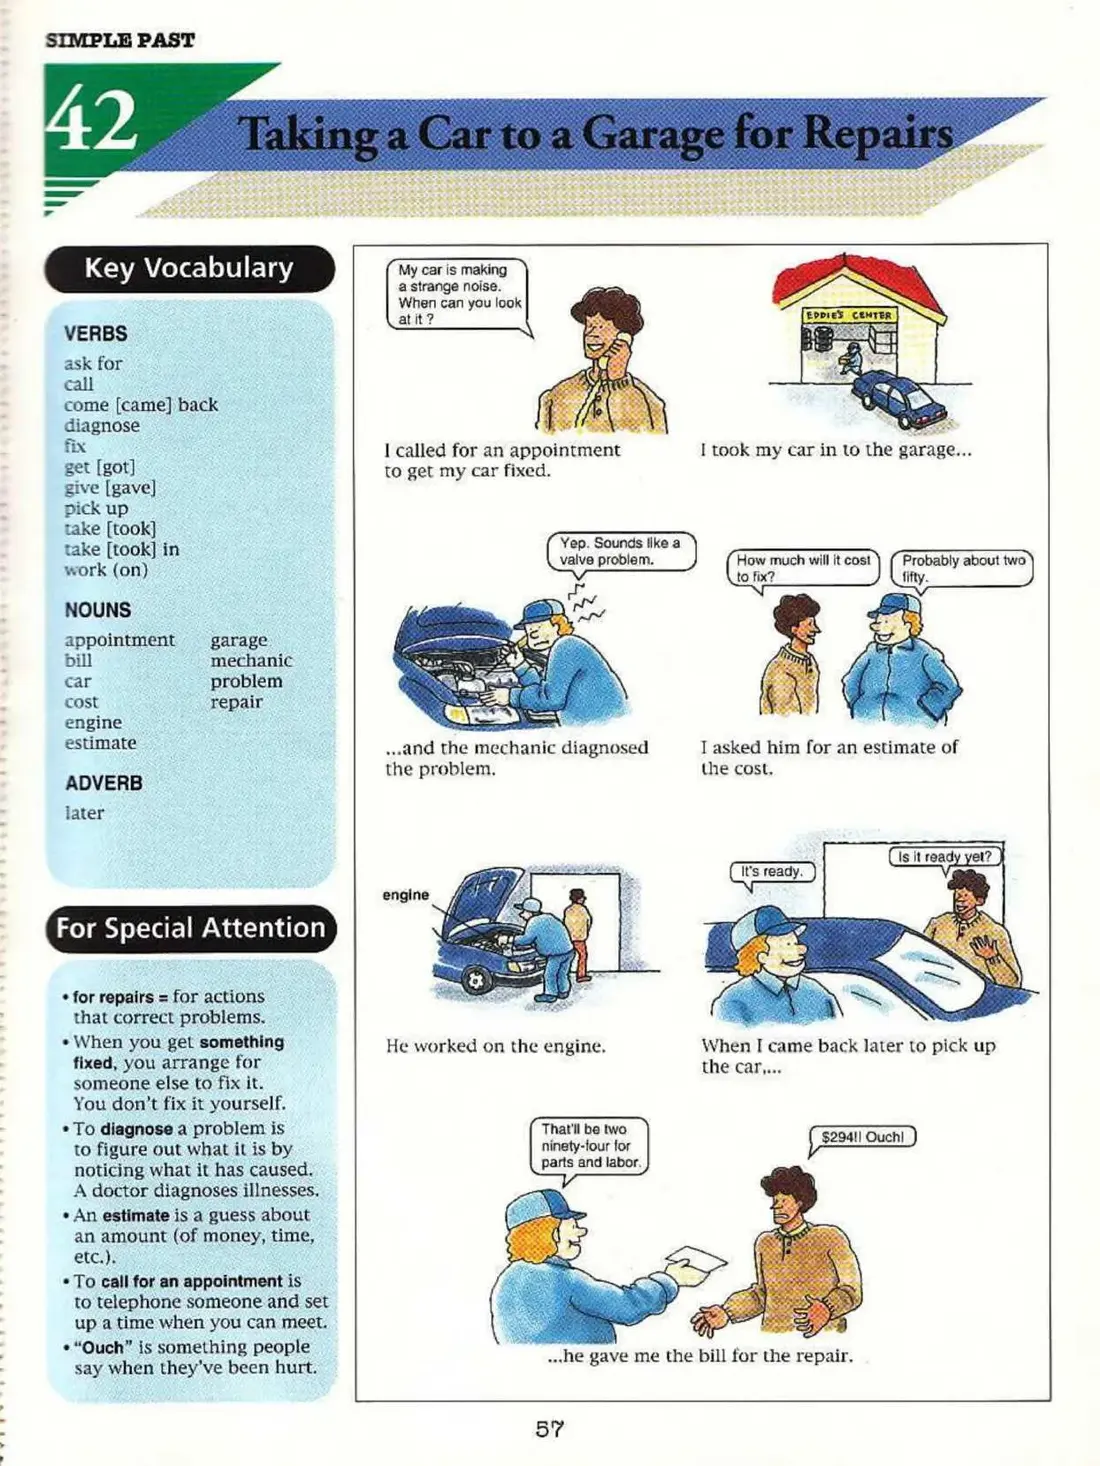 SIMPLE PAST
42
Taking a Car to a Garage for Repairs
Key Vocabulary
VERBS
ask for
call
come [came] back
diagnose
fix
get [got]
give [gave]
pick up
take [took]
take [took] in
work (on)
NOUNS
appointment
bill
car
cost
engine
estimate
garage
mechanic
problem
repair
ADVERB
later
For Special Attention
• for repairs = for actions
that correct problems.
• When you get something
fixed, you arrange for
someone else to fix it.
You don't fix it yourself.
• To diagnose a problem is
to figure out what it is by
noticing what it has caused.
A doctor diagnoses illnesses.
• An estimate is a guess about
an amount (of money, time,
etc.).
• To call for an appointment is
to telephone someone and set
up a time when you can meet.
• "Ouch" is something people
say when they've been hurt.
My car is making
a strange noise.
When can you look
at it ?
I called for an appointment
to get my car fixed.
EDDIE'S CENTER
I took my car in to the garage...
Yep. Sounds like a
valve problem.
...and the mechanic diagnosed
the problem.
How much will it cost
to fix?
Probably about two
fifty.
I asked him for an estimate of
the cost.
engine
He worked on the engine.
It's ready.
Is it ready yet?
When I came back later to pick up
the car,...
That'll be two
ninety-four for
parts and labor.
$294!! Ouch!
...he gave me the bill for the repair.
57